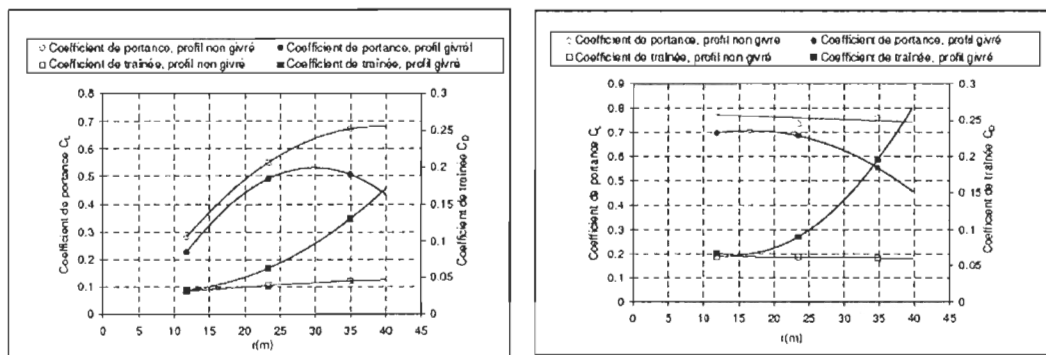 Coefficient de portance, profil non givré
Coefficient de portance, profil givrél
Coefficient de traînée, profil non givré
Coefficient de traînée, profil givré
Coefficient de portance CL
0.8
0.7
0.6
0.5
0.4
0.3
0.2
0.1
0
0.3
0.25
0.2
0.15
0.1
0.05
0
Coefficient de traînée CD
0 5 10 15 20 25 30 35 40 45
r(m)
Coefficient de portance, profil non givre
Coefficient de portance, profil givré
Coefficient de traînée, profil non givré
Coefficient de traînée, profil givré
Coefficient de portance CL
0.9
0.8
0.7
0.6
0.5
0.4
0.3
0.2
0.1
0
0.3
0.25
0.2
0.15
0.1
0.05
0
Coefficient de traînée CD
0 5 10 15 20 25 30 35 40 45
r(m)